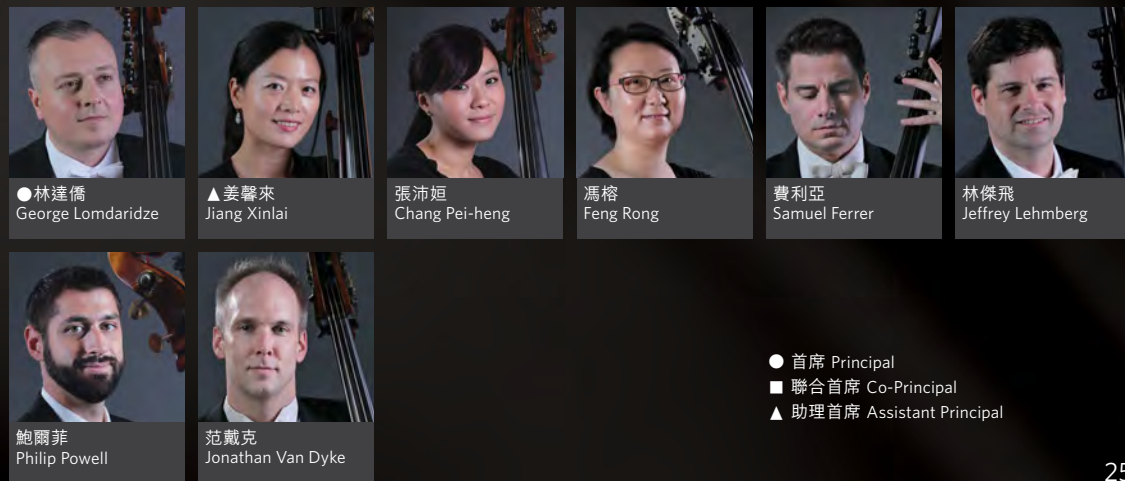 ●林達僑
George Lomdaridze
▲姜馨來
Jiang Xinlai
張沛姮
Chang Pei-heng
馮榕
Feng Rong
費利亞
Samuel Ferrer
林傑飛
Jeffrey Lehmberg
鮑爾菲
Philip Powell
范戴克
Jonathan Van Dyke
● 首席 Principal
■ 聯合首席 Co-Principal
▲ 助理首席 Assistant Principal
25